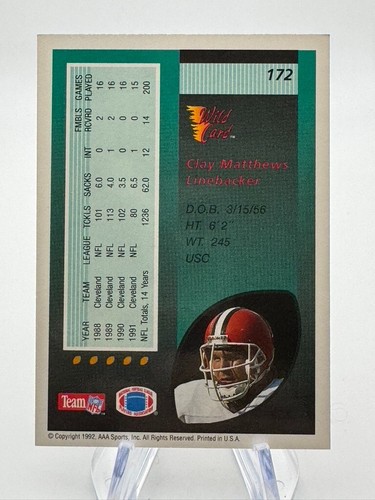 172
Wild
Card™
Clay Matthews
Linebacker
D.O.B. 3/15/56
HT. 6'2"
WT. 245
USC
FMBLS GAMES
YEAR TEAM LEAGUE TCKLS SACKS INT RCVRD PLAYED
1988 Cleveland NFL 101 6.0 0 2 16
1989 Cleveland NFL 113 4.0 1 2 16
1990 Cleveland NFL 102 3.5 0 0 16
1991 Cleveland NFL 80 6.5 1 0 15
NFL Totals, 14 Years 1236 62.0 12 14 200
Team NFL
© Copyright 1992, AAA Sports, Inc. All Rights Reserved. Printed in U.S.A.